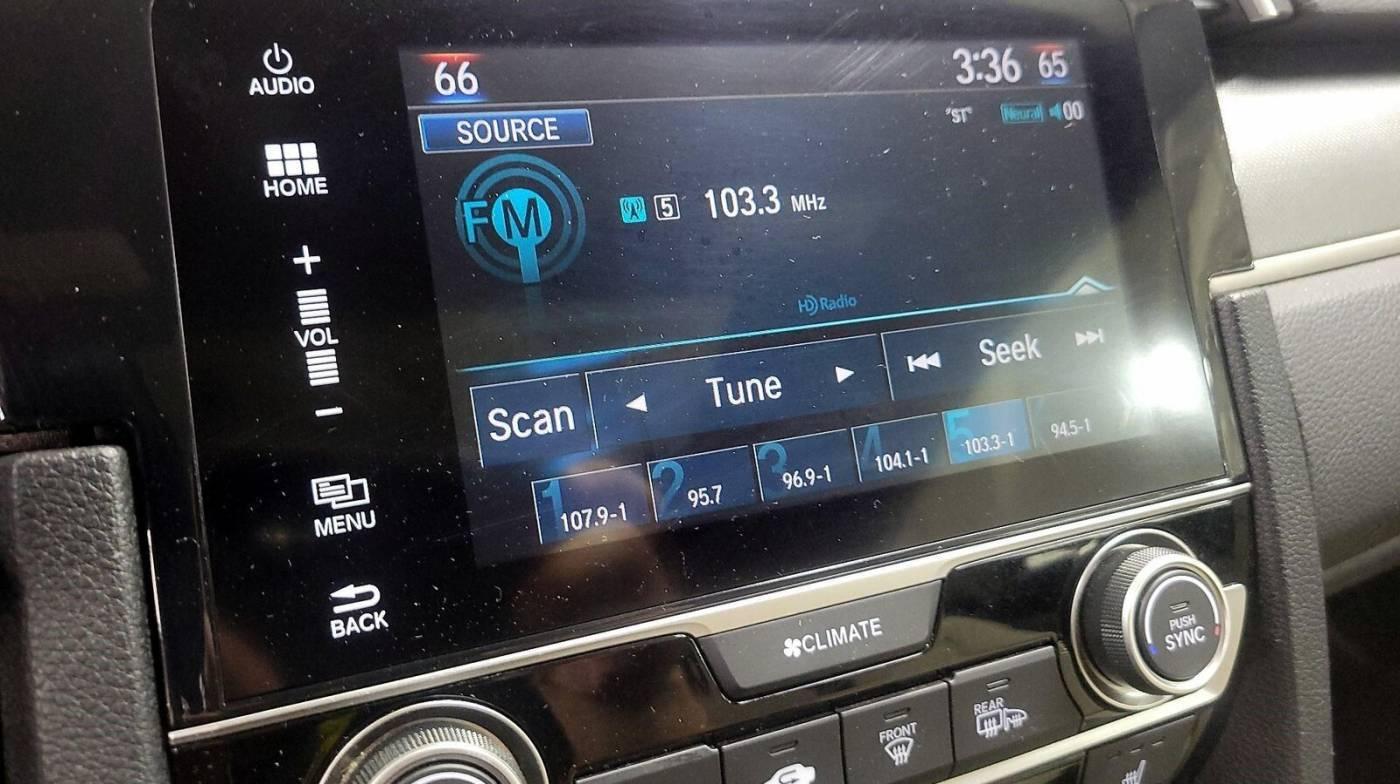 AUDIO
HOME
+
VOL
−
MENU
BACK
66
3:36 65
SOURCE
"ST" Neural 00
FM
5 103.3 MHz
HD Radio
Scan
Tune
Seek
1 107.9-1
2 95.7
3 96.9-1
4 104.1-1
5 103.3-1
94.5-1
CLIMATE
PUSH
SYNC
FRONT
REAR